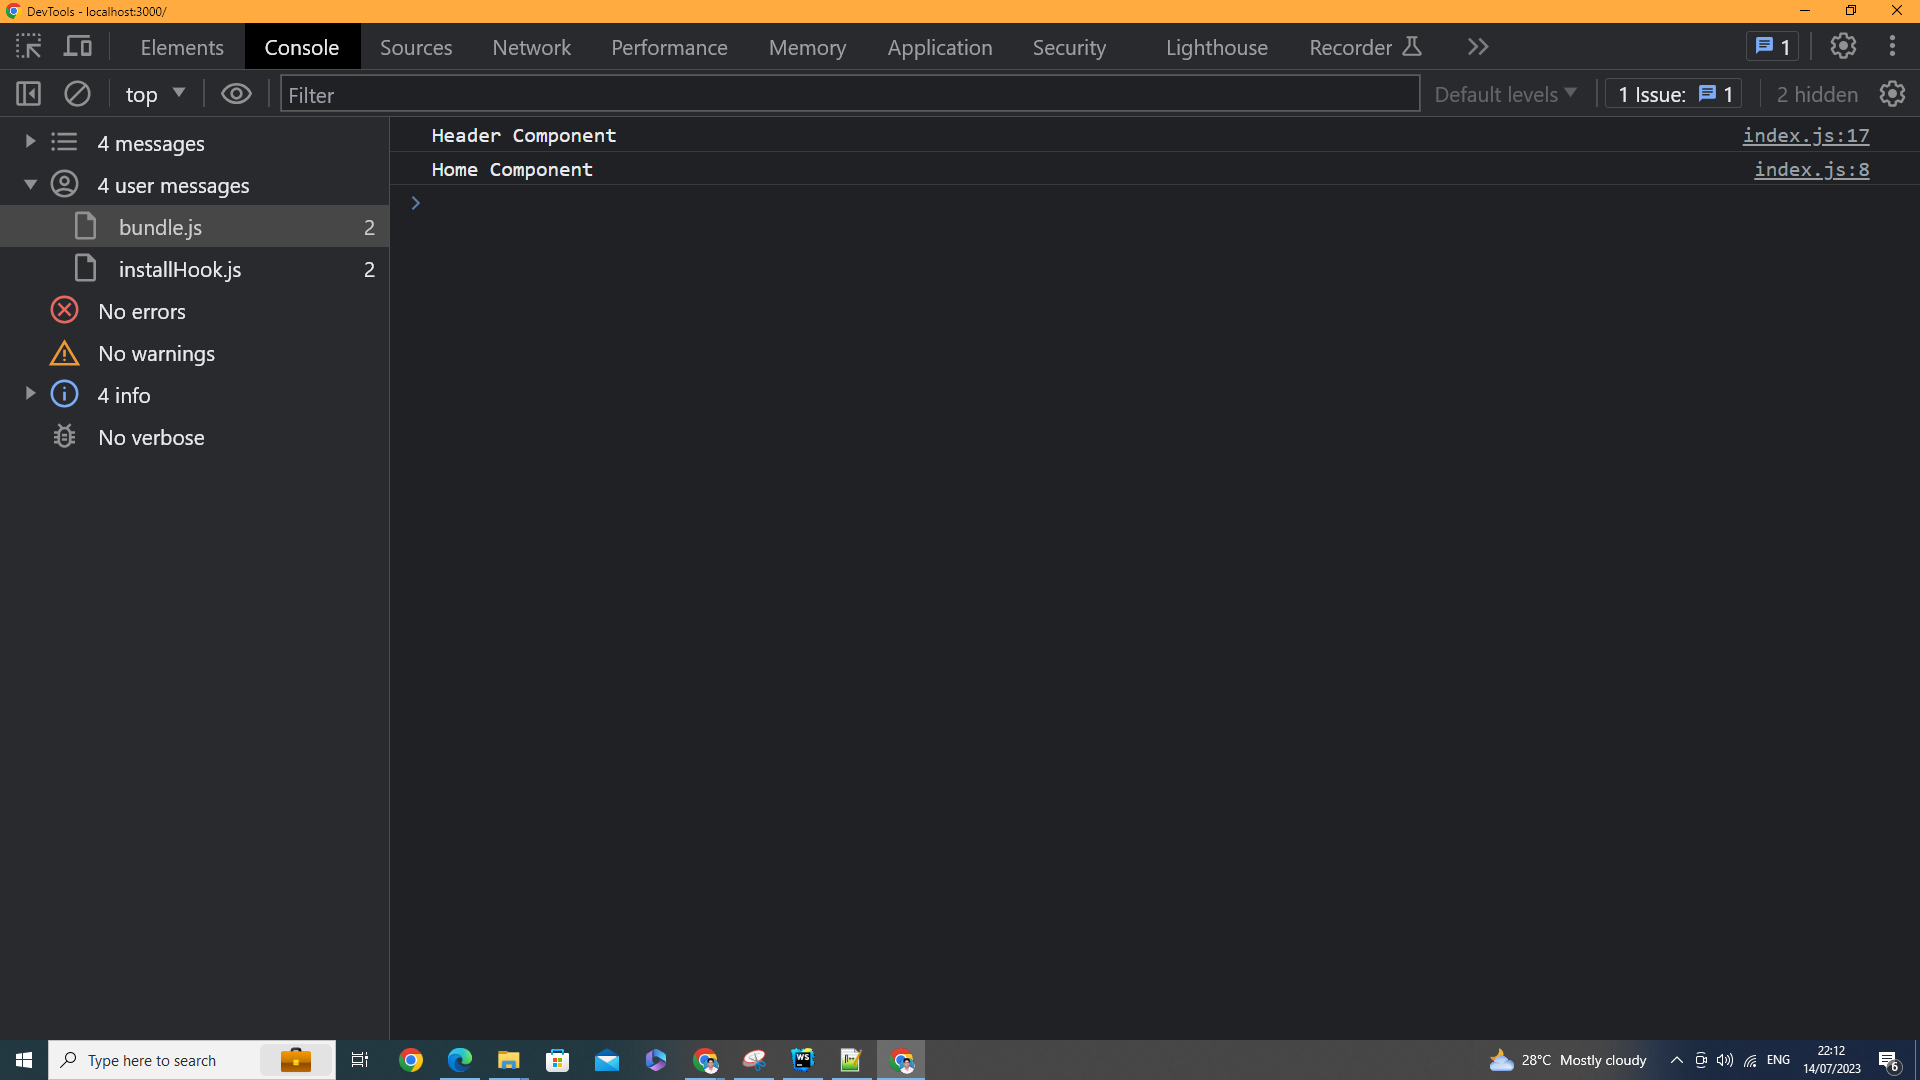 DevTools - localhost:3000/
Elements Console Sources Network Performance Memory Application Security Lighthouse Recorder 1
top Filter Default levels 1 Issue: 1 2 hidden
4 messages
4 user messages
bundle.js 2
installHook.js 2
No errors
No warnings
4 info
No verbose
Header Component index.js:17
Home Component index.js:8
Type here to search
WS
28°C Mostly cloudy
ENG
22:12
14/07/2023
6